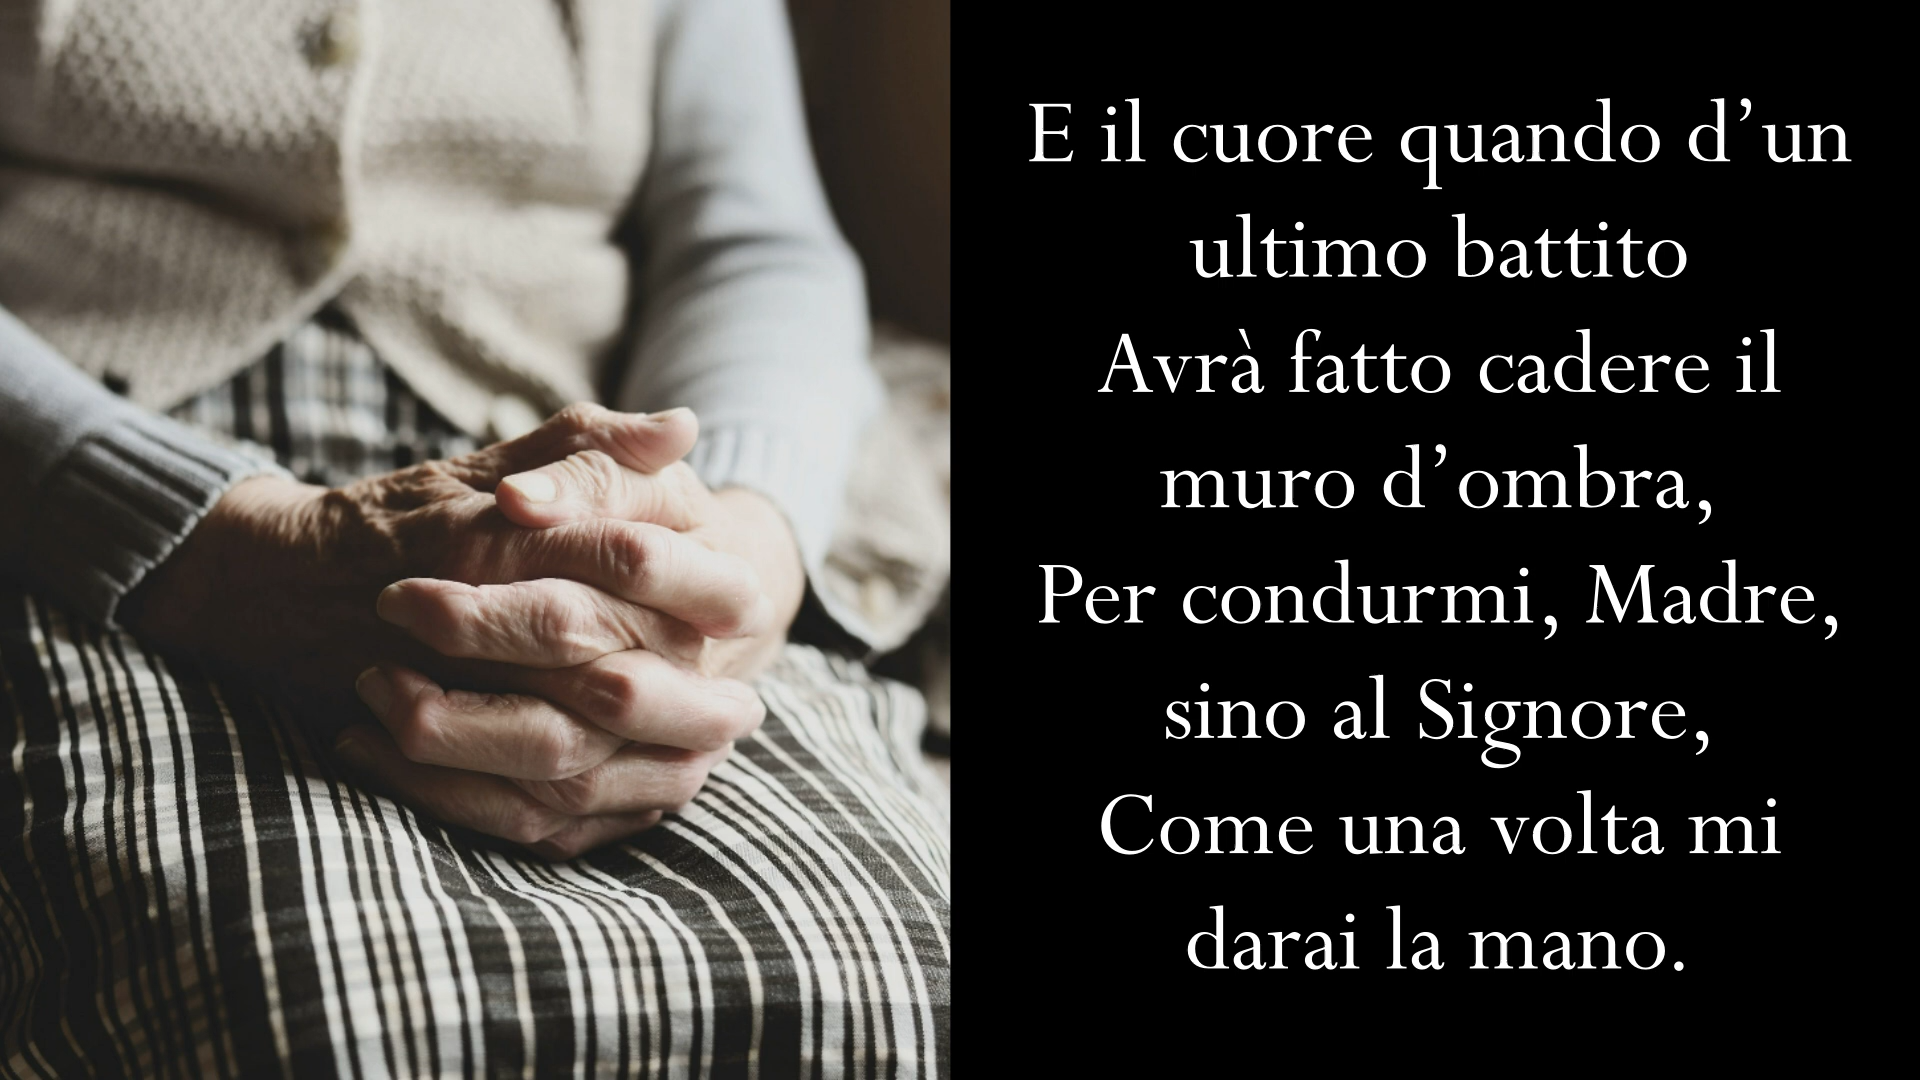 E il cuore quando d’un
ultimo battito
Avrà fatto cadere il
muro d’ombra,
Per condurmi, Madre,
sino al Signore,
Come una volta mi
darai la mano.